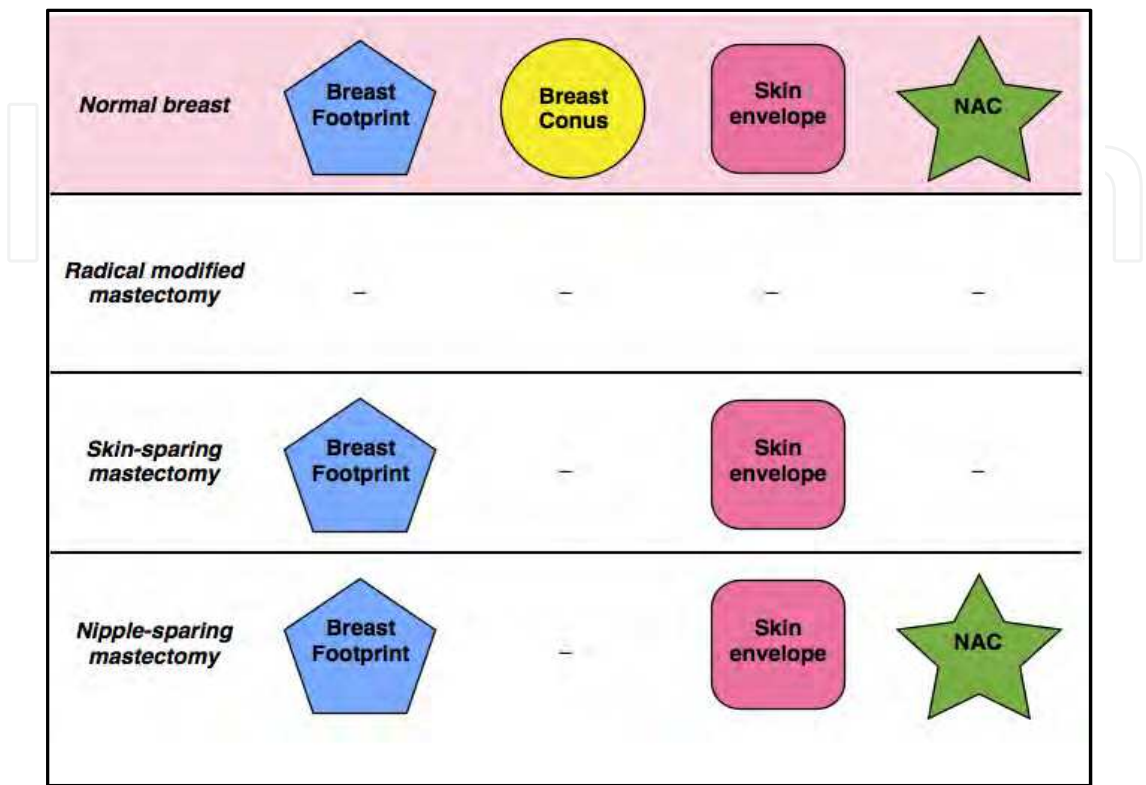 Normal breast
Breast
Footprint
Breast
Conus
Skin
envelope
NAC
Radical modified
mastectomy
–
–
–
–
Skin-sparing
mastectomy
Breast
Footprint
–
Skin
envelope
–
Nipple-sparing
mastectomy
Breast
Footprint
–
Skin
envelope
NAC